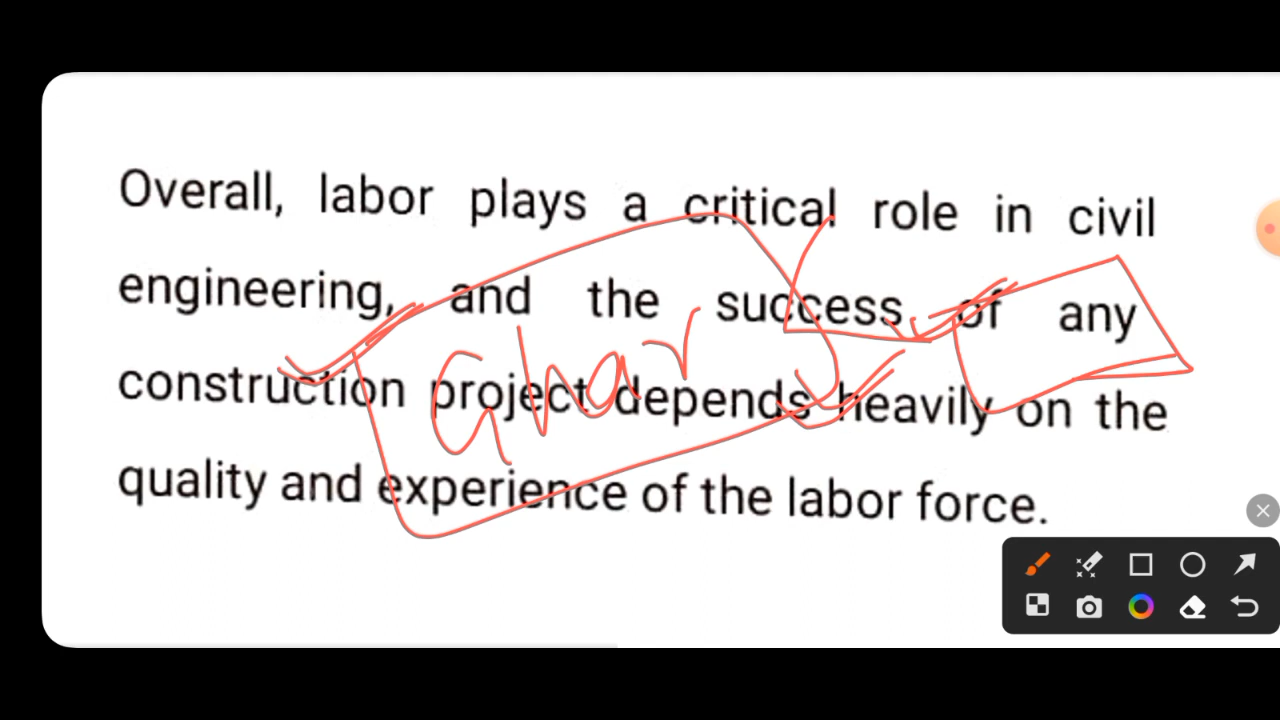 Overall, labor plays a critical role in civil
engineering, and the success of any
Ghar
construction project depends heavily on the
quality and experience of the labor force.